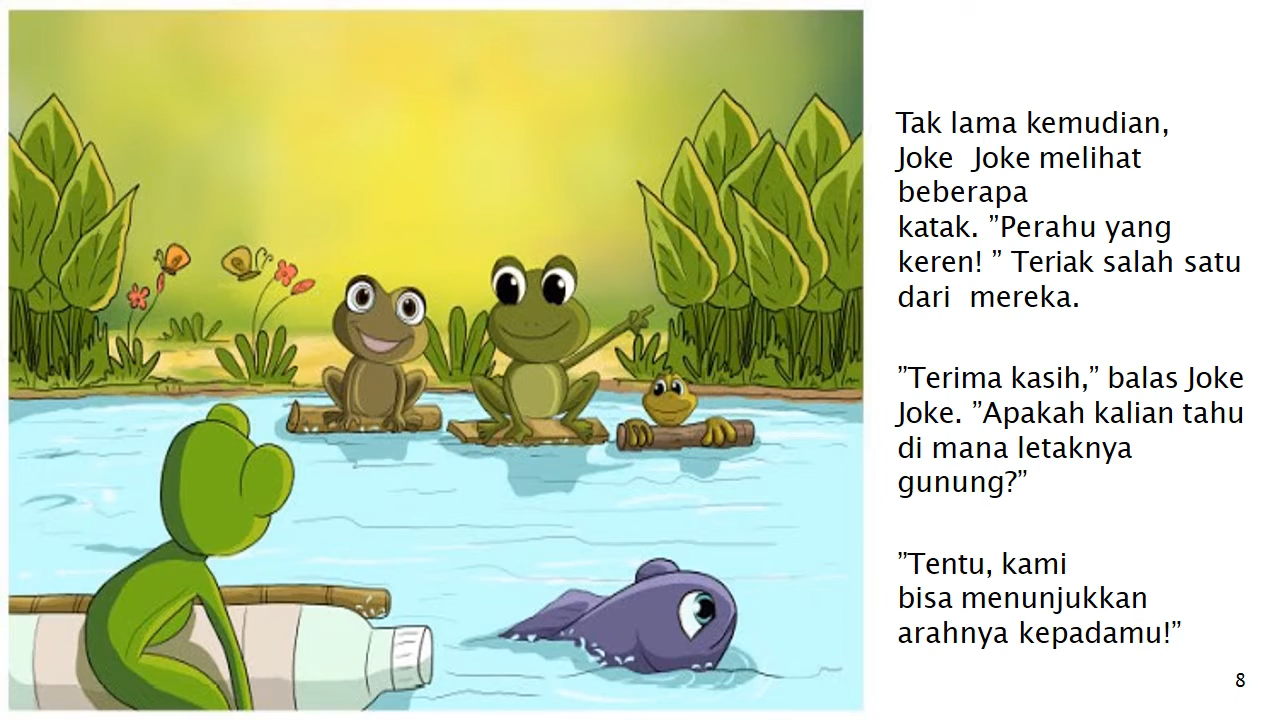 Tak lama kemudian,
Joke  Joke melihat
beberapa
katak. ”Perahu yang
keren! ” Teriak salah satu
dari  mereka.
”Terima kasih,” balas Joke
Joke. ”Apakah kalian tahu
di mana letaknya
gunung?”
”Tentu, kami
bisa menunjukkan
arahnya kepadamu!”
8